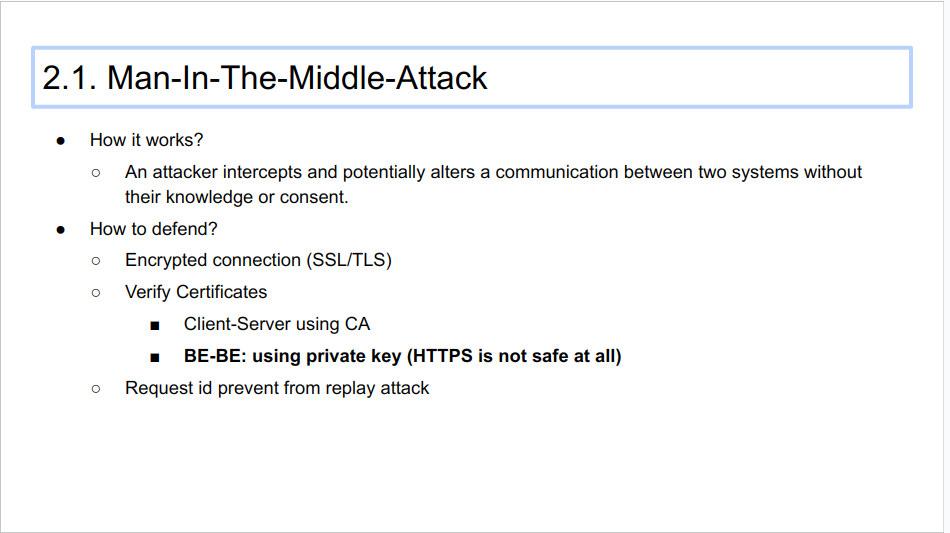 2.1. Man-In-The-Middle-Attack
● How it works?
○ An attacker intercepts and potentially alters a communication between two systems without
their knowledge or consent.
● How to defend?
○ Encrypted connection (SSL/TLS)
○ Verify Certificates
■ Client-Server using CA
■ BE-BE: using private key (HTTPS is not safe at all)
○ Request id prevent from replay attack